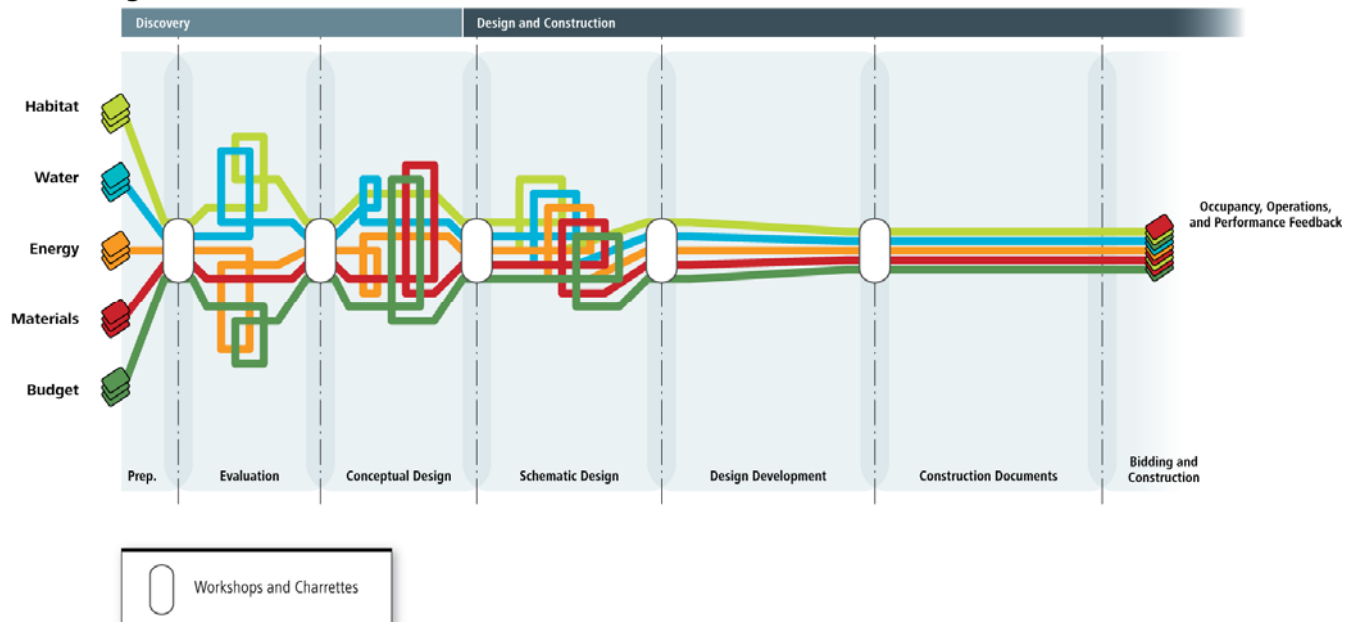 Discovery
Design and Construction
Habitat
Water
Energy
Materials
Budget
Occupancy, Operations,
and Performance Feedback
Prep.
Evaluation
Conceptual Design
Schematic Design
Design Development
Construction Documents
Bidding and
Construction
Workshops and Charrettes